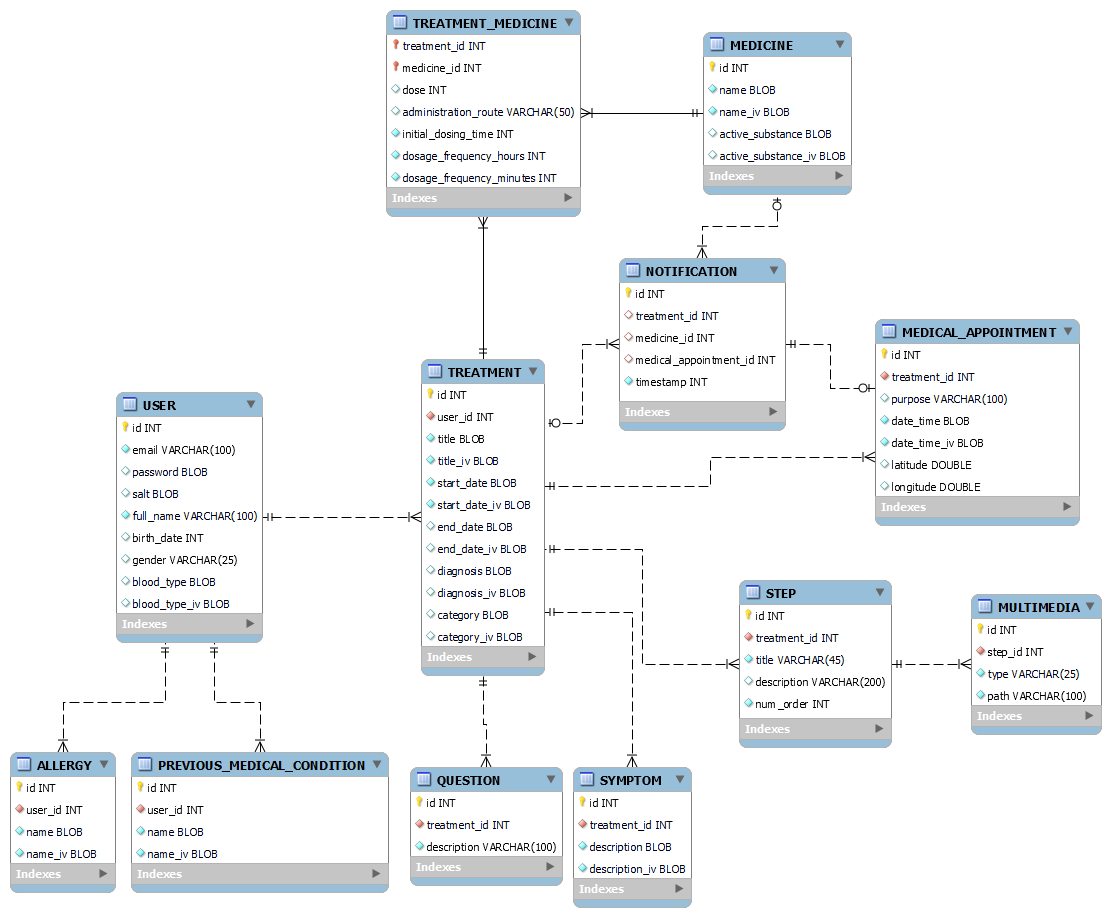 TREATMENT_MEDICINE
treatment_id INT
medicine_id INT
dose INT
administration_route VARCHAR(50)
initial_dosing_time INT
dosage_frequency_hours INT
dosage_frequency_minutes INT
Indexes
MEDICINE
id INT
name BLOB
name_iv BLOB
active_substance BLOB
active_substance_iv BLOB
Indexes
NOTIFICATION
id INT
treatment_id INT
medicine_id INT
medical_appointment_id INT
timestamp INT
Indexes
MEDICAL_APPOINTMENT
id INT
treatment_id INT
purpose VARCHAR(100)
date_time BLOB
date_time_iv BLOB
latitude DOUBLE
longitude DOUBLE
Indexes
TREATMENT
id INT
user_id INT
title BLOB
title_iv BLOB
start_date BLOB
start_date_iv BLOB
end_date BLOB
end_date_iv BLOB
diagnosis BLOB
diagnosis_iv BLOB
category BLOB
category_iv BLOB
Indexes
USER
id INT
email VARCHAR(100)
password BLOB
salt BLOB
full_name VARCHAR(100)
birth_date INT
gender VARCHAR(25)
blood_type BLOB
blood_type_iv BLOB
Indexes
STEP
id INT
treatment_id INT
title VARCHAR(45)
description VARCHAR(200)
num_order INT
Indexes
MULTIMEDIA
id INT
step_id INT
type VARCHAR(25)
path VARCHAR(100)
Indexes
ALLERGY
id INT
user_id INT
name BLOB
name_iv BLOB
Indexes
PREVIOUS_MEDICAL_CONDITION
id INT
user_id INT
name BLOB
name_iv BLOB
Indexes
QUESTION
id INT
treatment_id INT
description VARCHAR(100)
Indexes
SYMPTOM
id INT
treatment_id INT
description BLOB
description_iv BLOB
Indexes